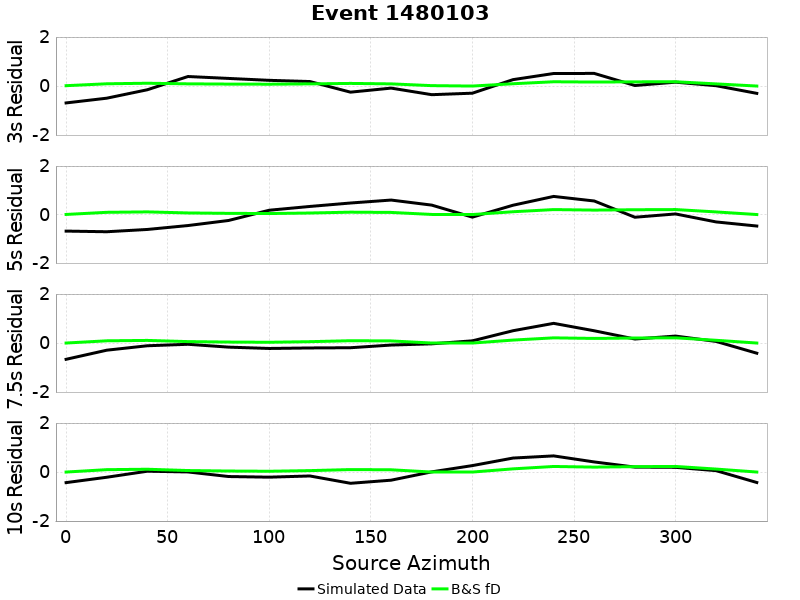 Event 1480103
2
0
-2
3s Residual
2
0
-2
5s Residual
2
0
-2
7.5s Residual
2
0
-2
10s Residual
0 50 100 150 200 250 300
Source Azimuth
Simulated Data B&S fD